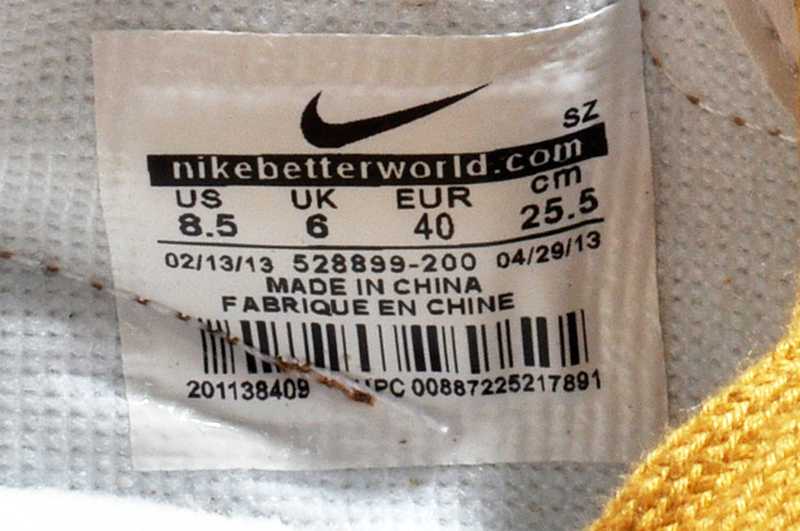 SZ
nikebetterworld.com
US UK EUR cm
8.5 6 40 25.5
02/13/13 528899-200 04/29/13
MADE IN CHINA
FABRIQUE EN CHINE
201138409 UPC 00887225217891